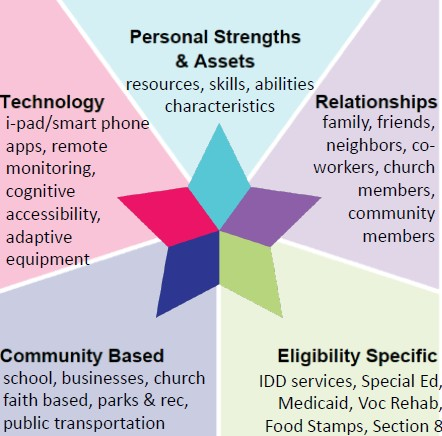 Personal Strengths
& Assets
resources, skills, abilities
characteristics
Technology
i-pad/smart phone
apps, remote
monitoring,
cognitive
accessibility,
adaptive
equipment
Relationships
family, friends,
neighbors, co-
workers, church
members,
community
members
Community Based
school, businesses, church
faith based, parks & rec,
public transportation
Eligibility Specific
IDD services, Special Ed,
Medicaid, Voc Rehab,
Food Stamps, Section 8